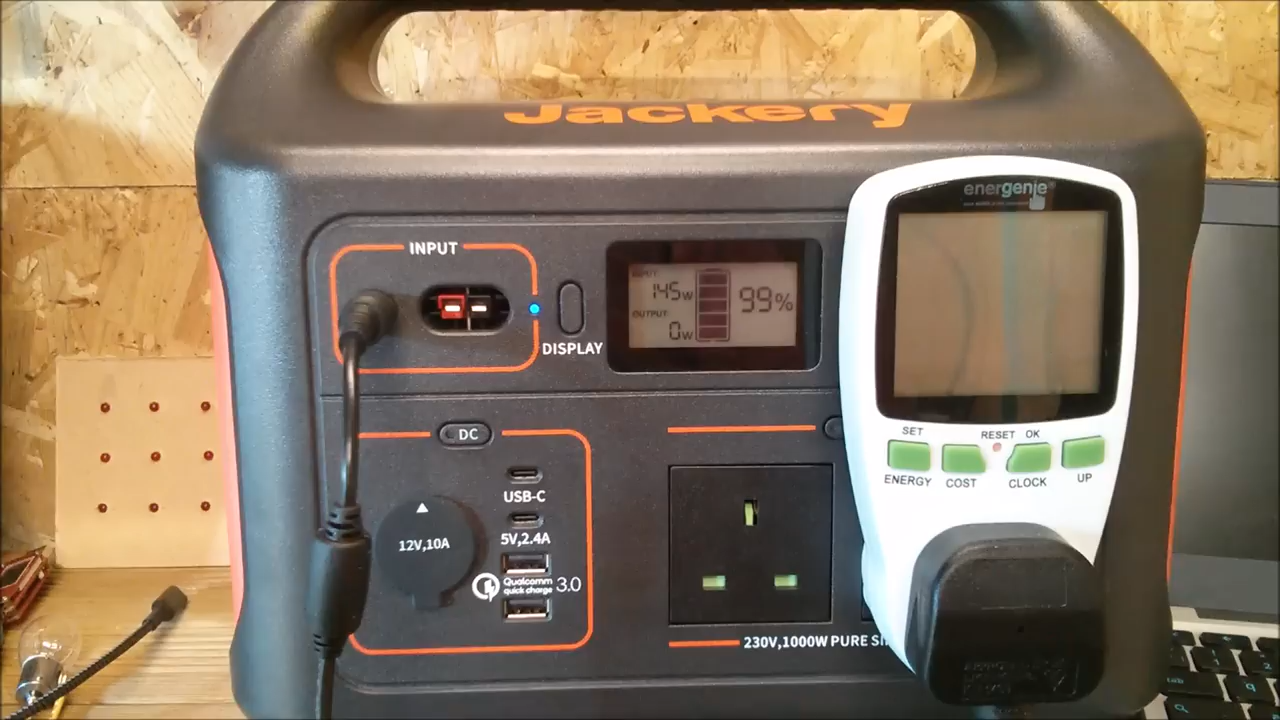 Jackery
energenie
INPUT
DISPLAY
INPUT
145W
OUTPUT
0W
99%
DC
USB-C
5V,2.4A
12V,10A
Qualcomm
quick charge 3.0
230V,1000W PURE
SET
ENERGY
COST
RESET
OK
CLOCK
UP
tab
q